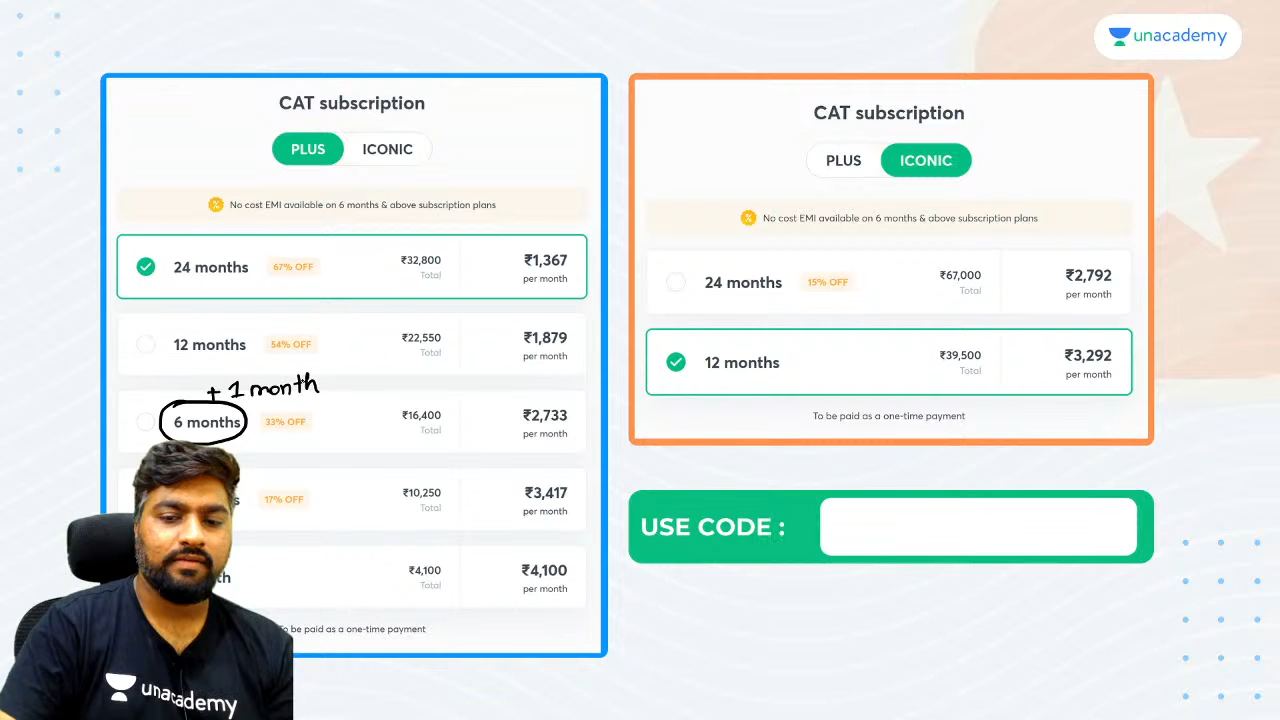 unacademy
CAT subscription
PLUS ICONIC
No cost EMI available on 6 months & above subscription plans
24 months 67% OFF ₹32,800 Total ₹1,367 per month
12 months 54% OFF ₹22,550 Total ₹1,879 per month
+ 1 month
6 months 33% OFF ₹16,400 Total ₹2,733 per month
17% OFF ₹10,250 Total ₹3,417 per month
₹4,100 Total ₹4,100 per month
To be paid as a one-time payment
CAT subscription
PLUS ICONIC
No cost EMI available on 6 months & above subscription plans
24 months 15% OFF ₹67,000 Total ₹2,792 per month
12 months ₹39,500 Total ₹3,292 per month
To be paid as a one-time payment
USE CODE :
unacademy